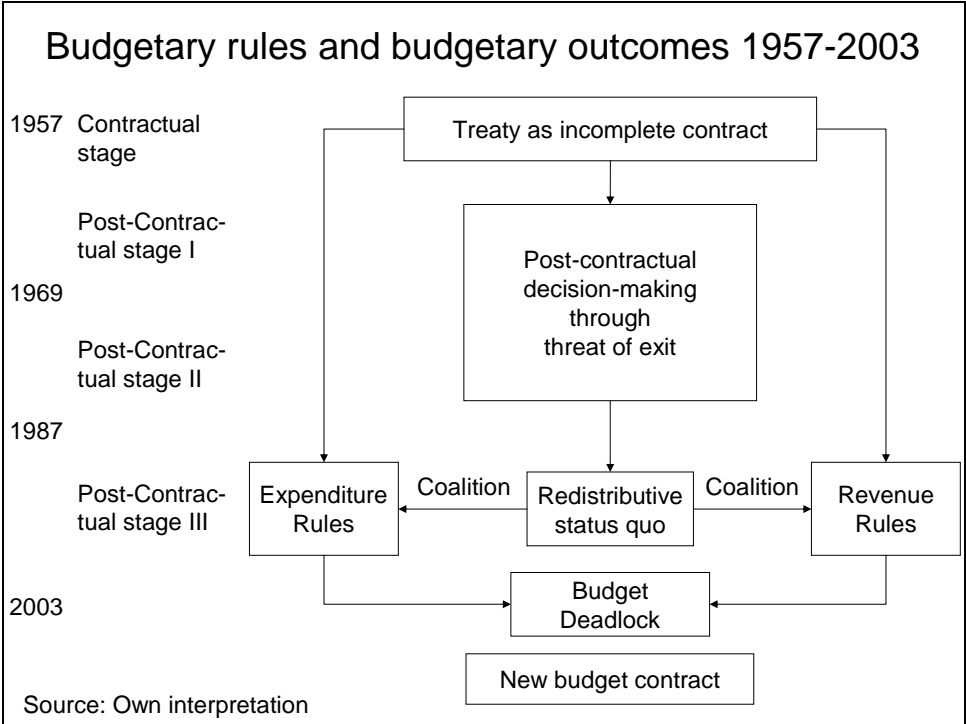 Budgetary rules and budgetary outcomes 1957-2003
1957 Contractual
stage
Treaty as incomplete contract
Post-Contrac-
tual stage I
1969
Post-contractual
decision-making
through
threat of exit
Post-Contrac-
tual stage II
1987
Post-Contrac-
tual stage III
Expenditure
Rules
Coalition
Redistributive
status quo
Coalition
Revenue
Rules
2003
Budget
Deadlock
New budget contract
Source: Own interpretation